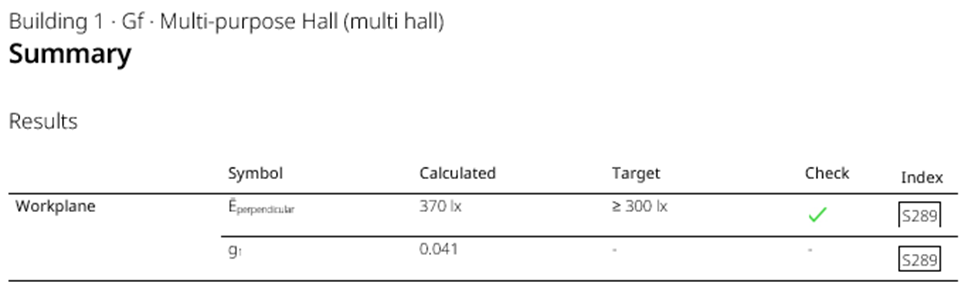 Building 1 · Gf · Multi-purpose Hall (multi hall)
Summary
Results
Symbol Calculated Target Check Index
Workplane Ēperpendicular 370 lx ≥ 300 lx ✓ S289
g₁ 0.041 - - S289